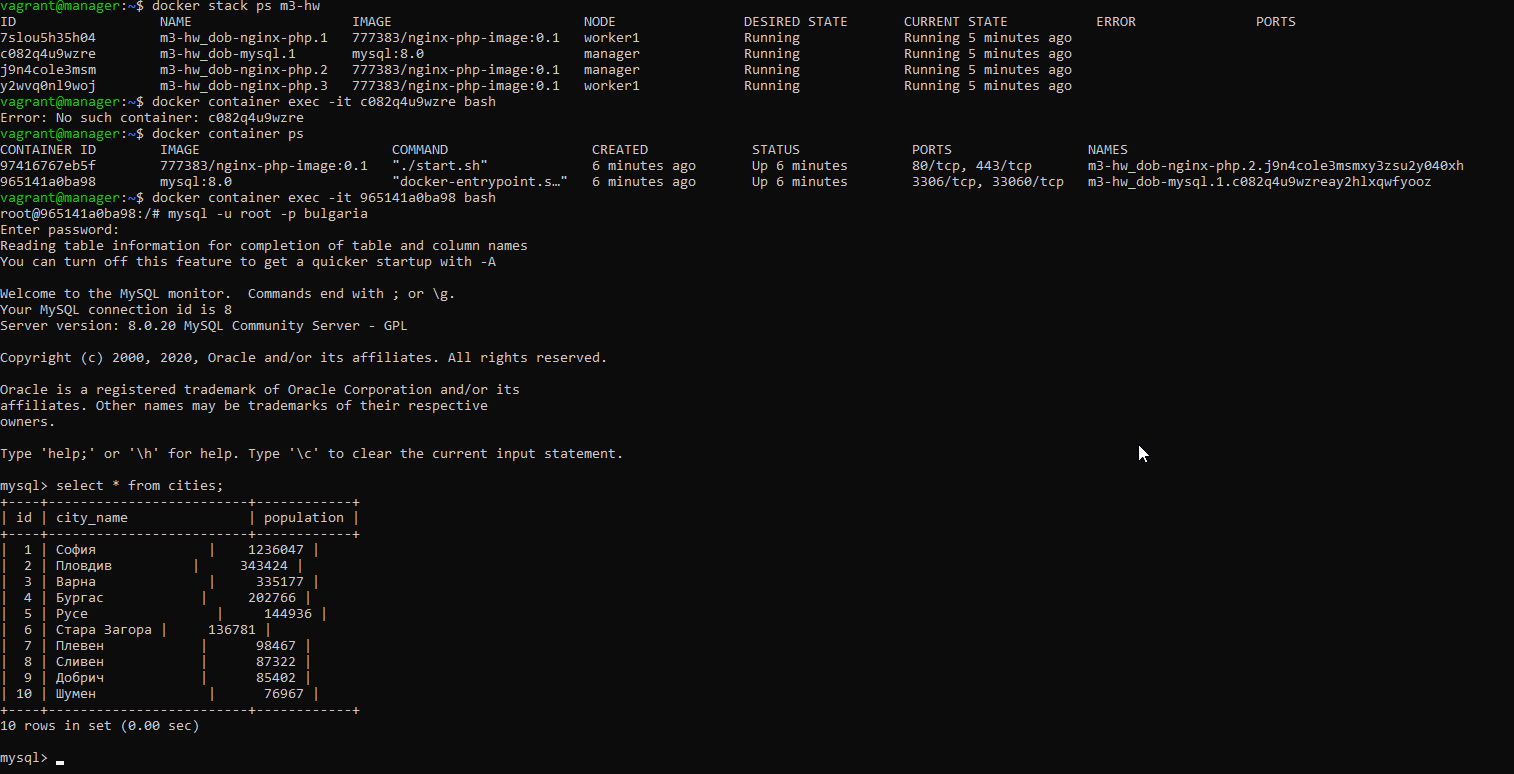 vagrant@manager:~$ docker stack ps m3-hw
ID                  NAME                    IMAGE                        NODE                DESIRED STATE       CURRENT STATE           ERROR               PORTS
7slou5h35h04        m3-hw_dob-nginx-php.1   777383/nginx-php-image:0.1   worker1             Running             Running 5 minutes ago
c082q4u9wzre        m3-hw_dob-mysql.1       mysql:8.0                    manager             Running             Running 5 minutes ago
j9n4cole3msm        m3-hw_dob-nginx-php.2   777383/nginx-php-image:0.1   manager             Running             Running 5 minutes ago
y2wvq0nl9woj        m3-hw_dob-nginx-php.3   777383/nginx-php-image:0.1   worker1             Running             Running 5 minutes ago
vagrant@manager:~$ docker container exec -it c082q4u9wzre bash
Error: No such container: c082q4u9wzre
vagrant@manager:~$ docker container ps
CONTAINER ID        IMAGE                        COMMAND                  CREATED             STATUS              PORTS                 NAMES
97416767eb5f        777383/nginx-php-image:0.1   "./start.sh"             6 minutes ago       Up 6 minutes        80/tcp, 443/tcp       m3-hw_dob-nginx-php.2.j9n4cole3msmxy3zsu2y040xh
965141a0ba98        mysql:8.0                    "docker-entrypoint.s…"   6 minutes ago       Up 6 minutes        3306/tcp, 33060/tcp   m3-hw_dob-mysql.1.c082q4u9wzreay2hlxqwfyooz
vagrant@manager:~$ docker container exec -it 965141a0ba98 bash
root@965141a0ba98:/# mysql -u root -p bulgaria
Enter password:
Reading table information for completion of table and column names
You can turn off this feature to get a quicker startup with -A
Welcome to the MySQL monitor.  Commands end with ; or \g.
Your MySQL connection id is 8
Server version: 8.0.20 MySQL Community Server - GPL
Copyright (c) 2000, 2020, Oracle and/or its affiliates. All rights reserved.
Oracle is a registered trademark of Oracle Corporation and/or its
affiliates. Other names may be trademarks of their respective
owners.
Type 'help;' or '\h' for help. Type '\c' to clear the current input statement.
mysql> select * from cities;
+----+-------------------------+------------+
| id | city_name               | population |
+----+-------------------------+------------+
|  1 | София              |    1236047 |
|  2 | Пловдив          |     343424 |
|  3 | Варна              |     335177 |
|  4 | Бургас            |     202766 |
|  5 | Русе                |     144936 |
|  6 | Стара Загора |     136781 |
|  7 | Плевен            |      98467 |
|  8 | Сливен            |      87322 |
|  9 | Добрич            |      85402 |
| 10 | Шумен              |      76967 |
+----+-------------------------+------------+
10 rows in set (0.00 sec)
mysql>